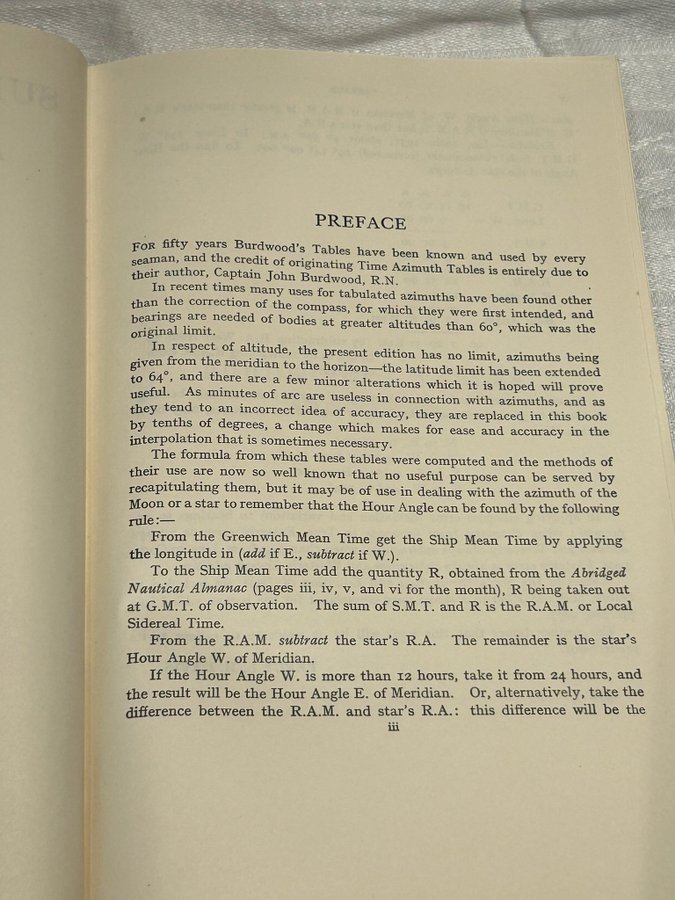 PREFACE
FOR fifty years Burdwood's Tables have been known and used by every
seaman, and the credit of originating Time Azimuth Tables is entirely due to
their author, Captain John Burdwood, R.N.
In recent times many uses for tabulated azimuths have been found other
than the correction of the compass, for which they were first intended, and
bearings are needed of bodies at greater altitudes than 60°, which was the
original limit.
In respect of altitude, the present edition has no limit, azimuths being
given from the meridian to the horizon—the latitude limit has been extended
to 64°, and there are a few minor alterations which it is hoped will prove
useful. As minutes of arc are useless in connection with azimuths, and as
they tend to an incorrect idea of accuracy, they are replaced in this book
by tenths of degrees, a change which makes for ease and accuracy in the
interpolation that is sometimes necessary.
The formula from which these tables were computed and the methods of
their use are now so well known that no useful purpose can be served by
recapitulating them, but it may be of use in dealing with the azimuth of the
Moon or a star to remember that the Hour Angle can be found by the following
rule:—
From the Greenwich Mean Time get the Ship Mean Time by applying
the longitude in (add if E., subtract if W.).
To the Ship Mean Time add the quantity R, obtained from the Abridged
Nautical Almanac (pages iii, iv, v, and vi for the month), R being taken out
at G.M.T. of observation. The sum of S.M.T. and R is the R.A.M. or Local
Sidereal Time.
From the R.A.M. subtract the star's R.A. The remainder is the star's
Hour Angle W. of Meridian.
If the Hour Angle W. is more than 12 hours, take it from 24 hours, and
the result will be the Hour Angle E. of Meridian. Or, alternatively, take the
difference between the R.A.M. and star's R.A.: this difference will be the
iii